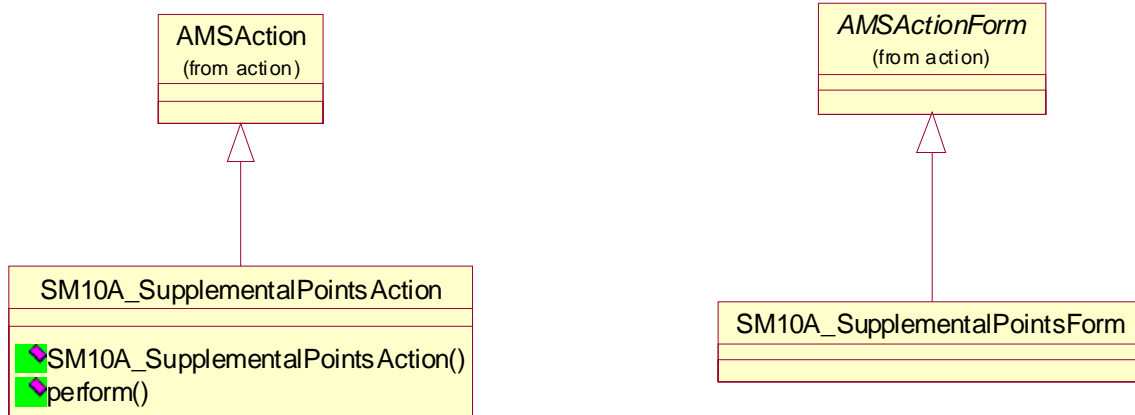 AMSAction
(from action)
AMSActionForm
(from action)
SM10A_SupplementalPointsAction
SM10A_SupplementalPointsAction()
perform()
SM10A_SupplementalPointsForm